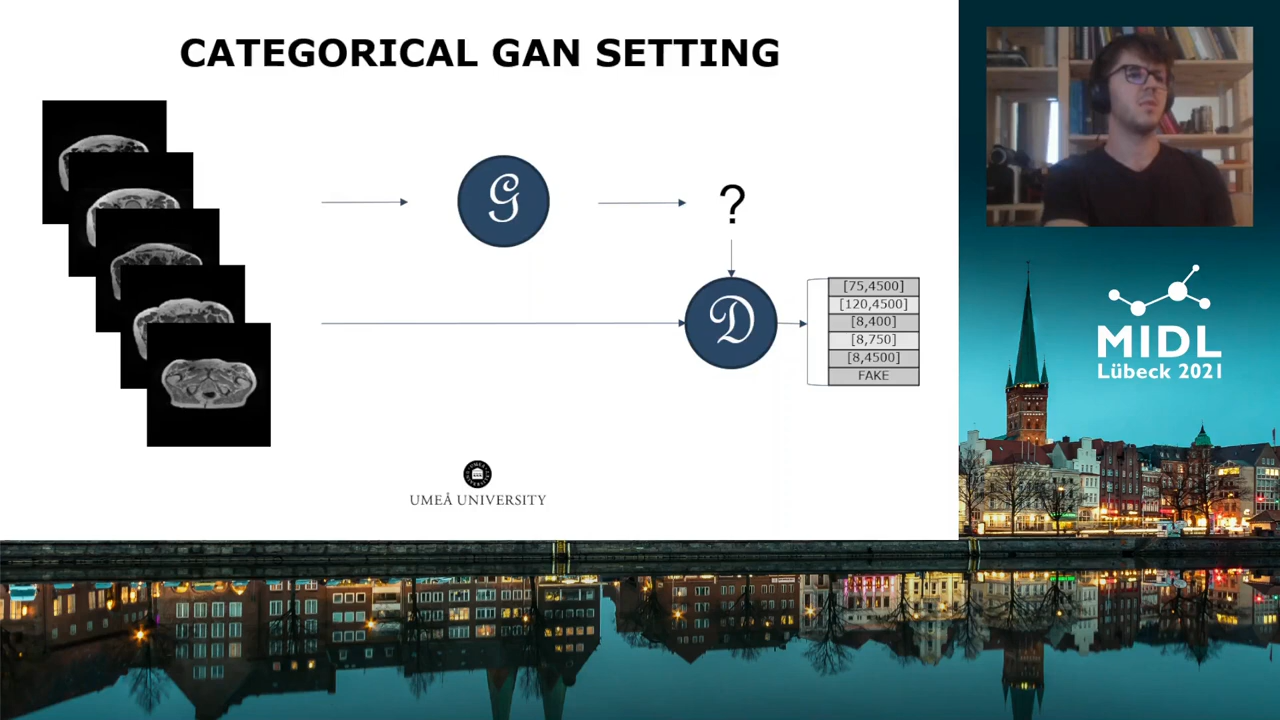 CATEGORICAL GAN SETTING
G
?
D
[75,4500]
[120,4500]
[8,400]
[8,750]
[8,4500]
FAKE
UMEÅ UNIVERSITY
MIDL
Lübeck 2021